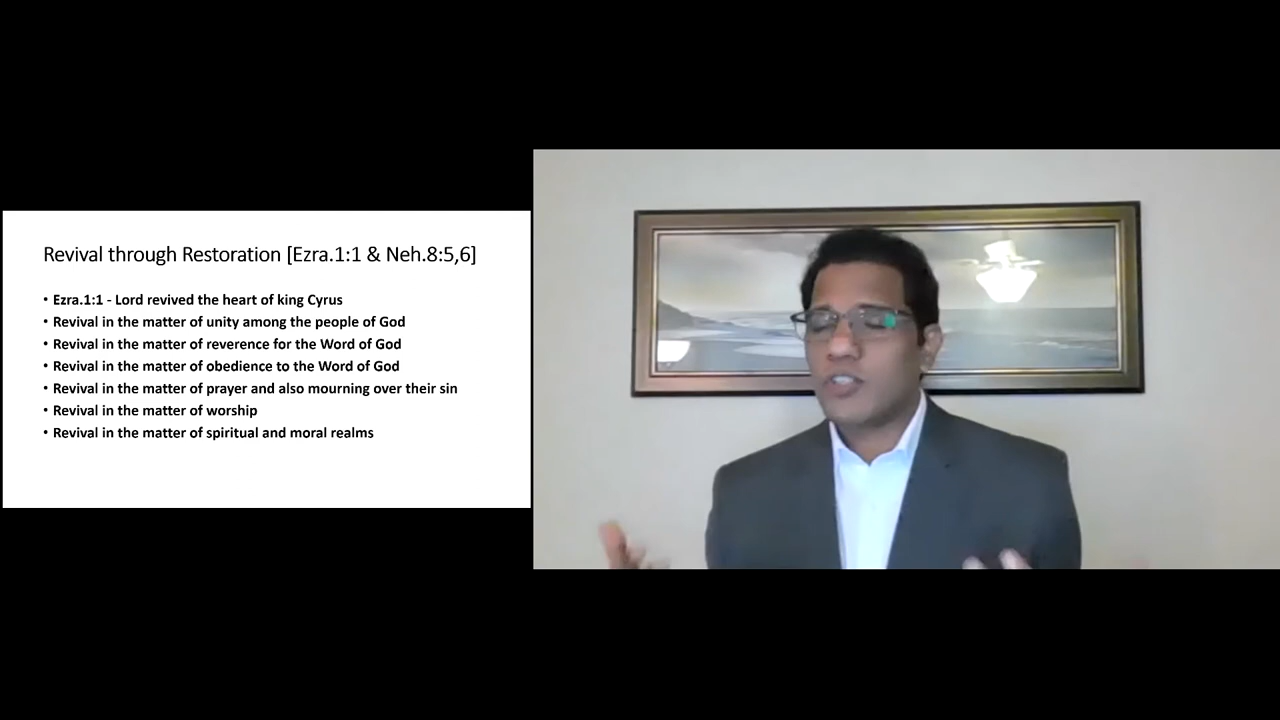 Revival through Restoration [Ezra.1:1 & Neh.8:5,6]
• Ezra.1:1 - Lord revived the heart of king Cyrus
• Revival in the matter of unity among the people of God
• Revival in the matter of reverence for the Word of God
• Revival in the matter of obedience to the Word of God
• Revival in the matter of prayer and also mourning over their sin
• Revival in the matter of worship
• Revival in the matter of spiritual and moral realms